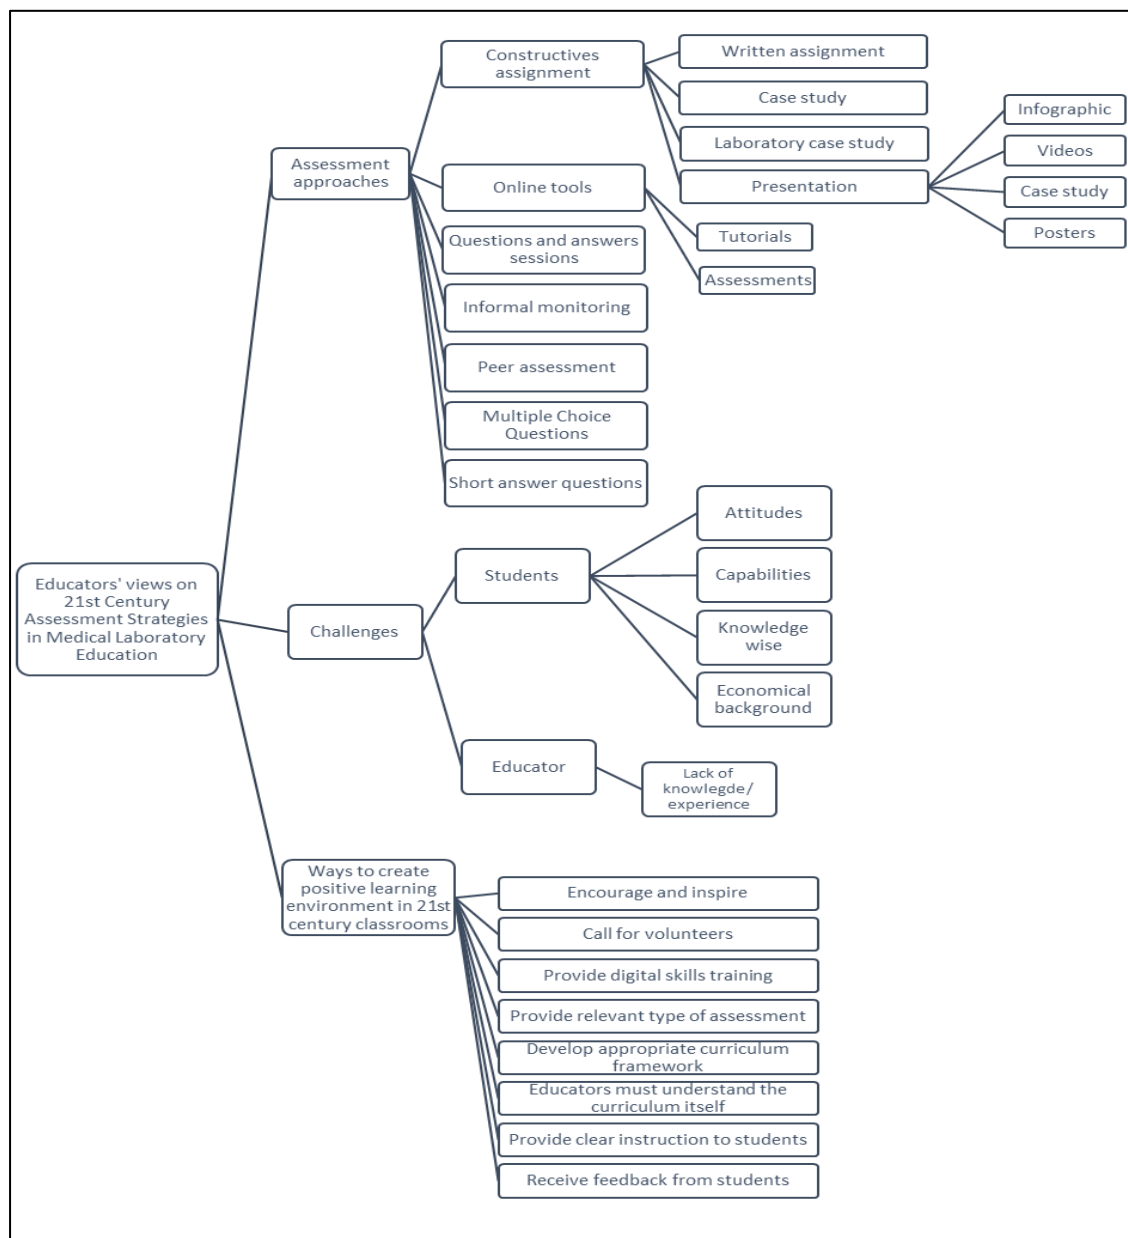 Educators' views on
21st Century
Assessment Strategies
in Medical Laboratory
Education
Assessment
approaches
Constructives
assignment
Written assignment
Case study
Laboratory case study
Presentation
Infographic
Videos
Case study
Posters
Online tools
Tutorials
Assessments
Questions and answers
sessions
Informal monitoring
Peer assessment
Multiple Choice
Questions
Short answer questions
Challenges
Students
Attitudes
Capabilities
Knowledge
wise
Economical
background
Educator
Lack of
knowlegde/
experience
Ways to create
positive learning
environment in 21st
century classrooms
Encourage and inspire
Call for volunteers
Provide digital skills training
Provide relevant type of assessment
Develop appropriate curriculum
framework
Educators must understand the
curriculum itself
Provide clear instruction to students
Receive feedback from students